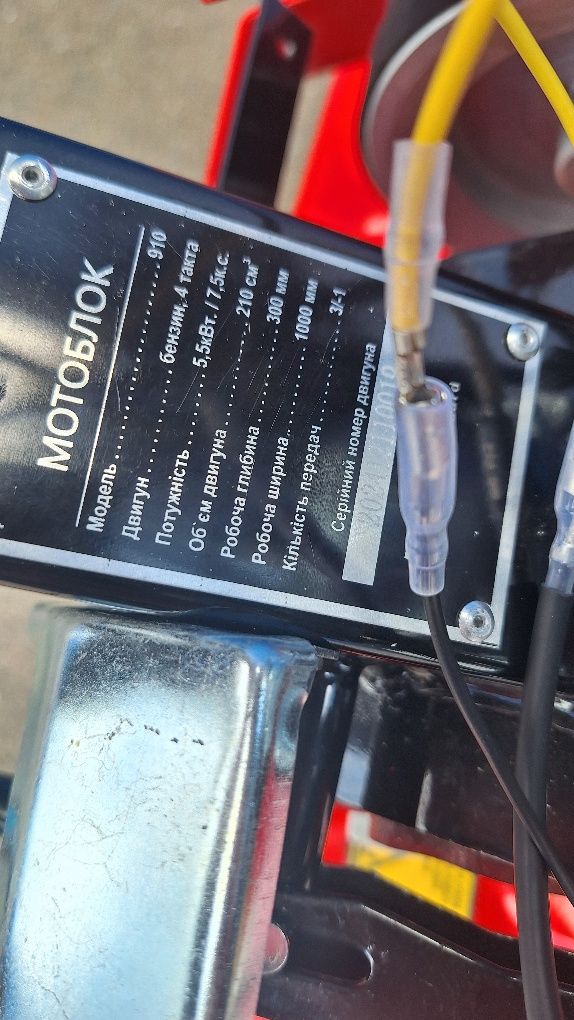 МОТОБЛОК
Модель ........................ 910
Двигун ............ бензин. 4 такта
Потужність ........ 5,5кВт. / 7,5к.с.
Об`єм двигуна ............ 210 см³
Робоча глибина ............ 300 мм
Робоча ширина ............ 1000 мм
Кількість передач ............ 3/-1
Серійний номер двигуна